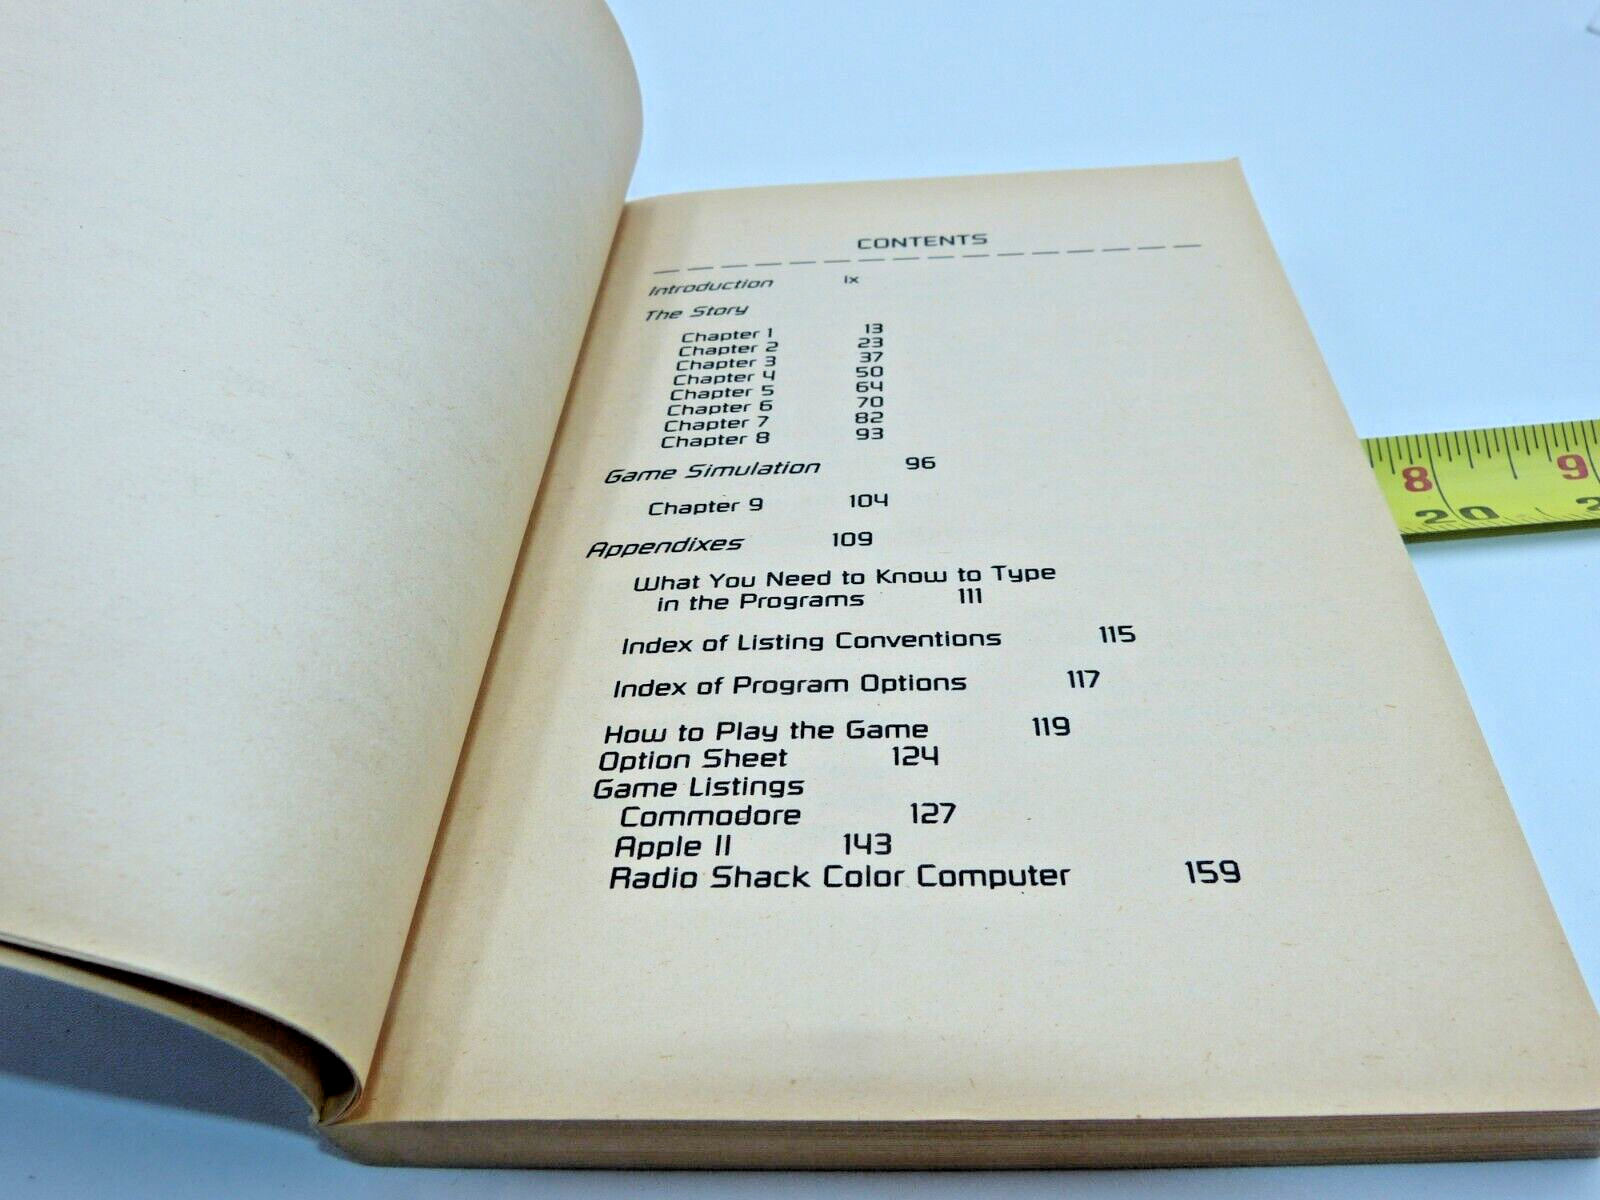 CONTENTS
Introduction ix
The Story
Chapter 1 13
Chapter 2 23
Chapter 3 37
Chapter 4 50
Chapter 5 64
Chapter 6 70
Chapter 7 82
Chapter 8 93
Game Simulation 96
Chapter 9 104
Appendixes 109
What You Need to Know to Type
in the Programs 111
Index of Listing Conventions 115
Index of Program Options 117
How to Play the Game 119
Option Sheet 124
Game Listings
Commodore 127
Apple II 143
Radio Shack Color Computer 159
8 9
20 2